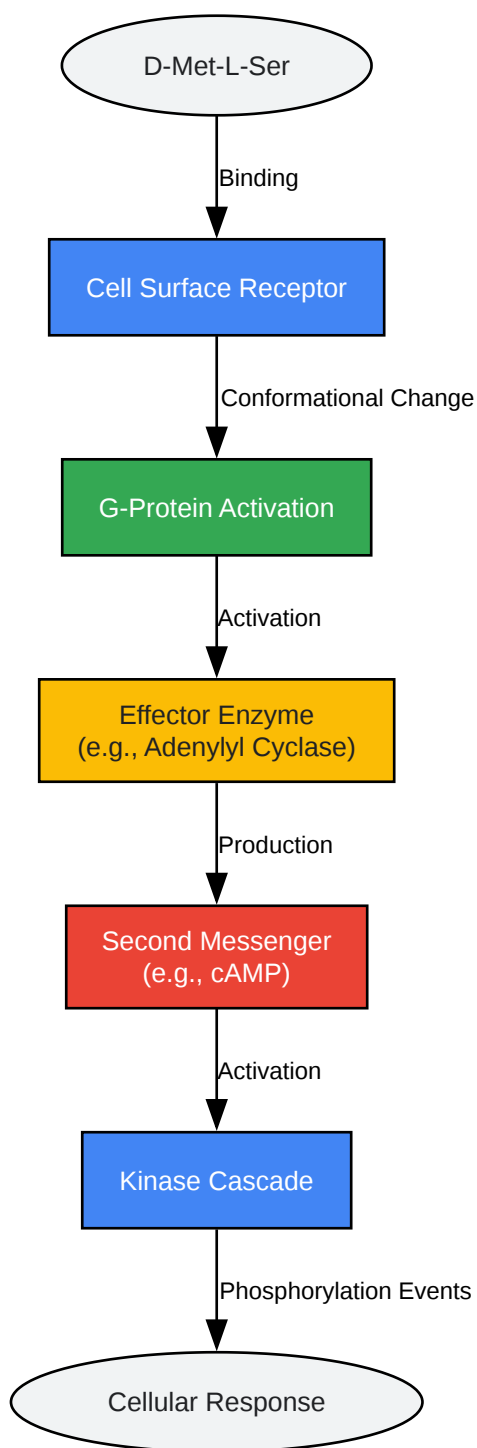 D-Met-L-Ser
Binding
Cell Surface Receptor
Conformational Change
G-Protein Activation
Activation
Effector Enzyme
(e.g., Adenylyl Cyclase)
Production
Second Messenger
(e.g., cAMP)
Activation
Kinase Cascade
Phosphorylation Events
Cellular Response